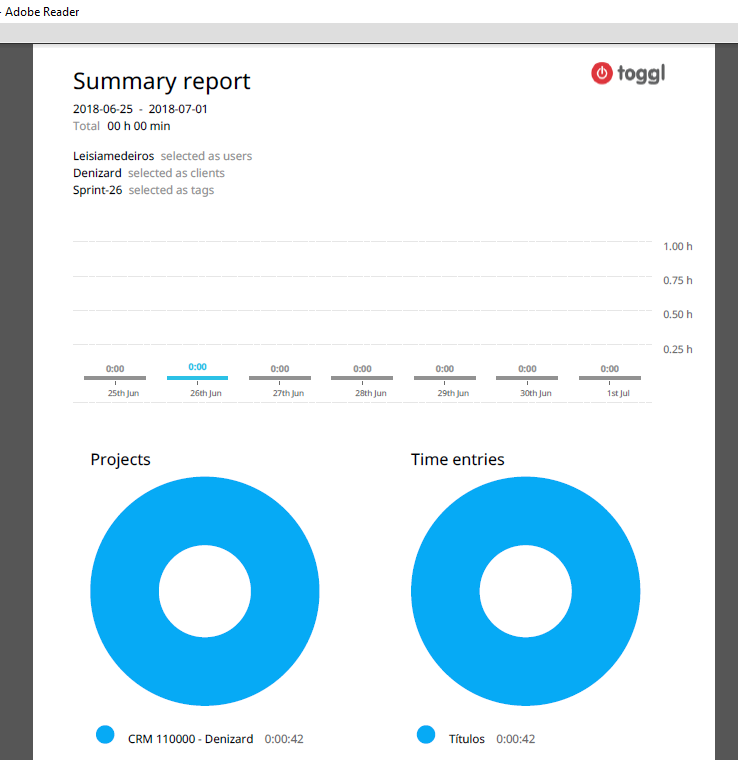 - Adobe Reader
toggl
Summary report
2018-06-25 - 2018-07-01
Total 00 h 00 min
Leisiamedeiros selected as users
Denizard selected as clients
Sprint-26 selected as tags
1.00 h
0.75 h
0.50 h
0.25 h
0:00 0:00 0:00 0:00 0:00 0:00 0:00
25th Jun 26th Jun 27th Jun 28th Jun 29th Jun 30th Jun 1st Jul
Projects Time entries
CRM 110000 - Denizard 0:00:42 Títulos 0:00:42